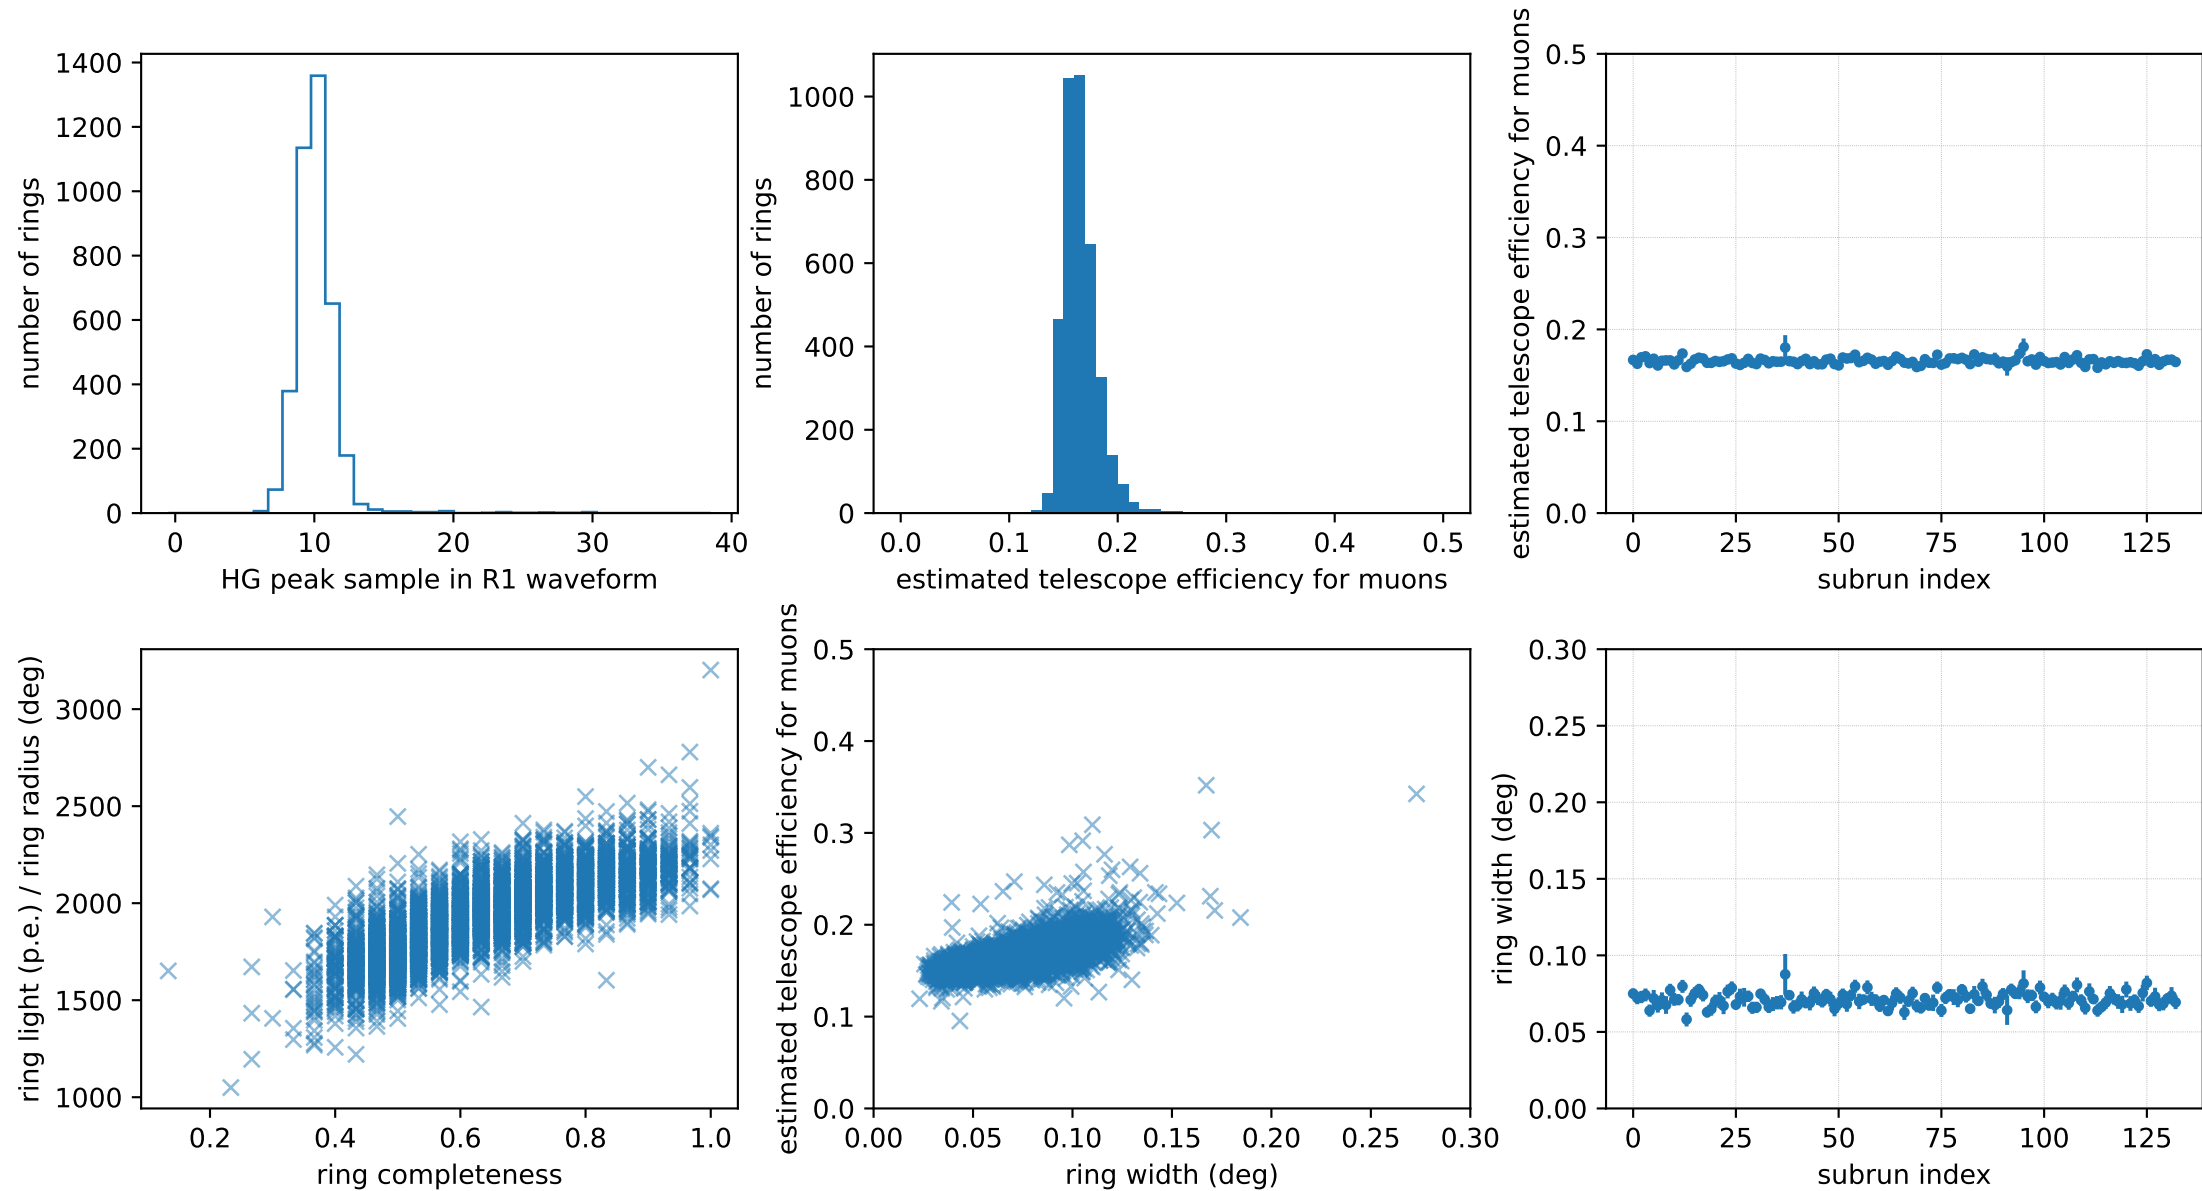 number of rings
1400
1200
1000
800
600
400
200
0
0 10 20 30 40
HG peak sample in R1 waveform
number of rings
1000
800
600
400
200
0
0.0 0.1 0.2 0.3 0.4 0.5
estimated telescope efficiency for muons
estimated telescope efficiency for muons
0.5
0.4
0.3
0.2
0.1
0.0
0 25 50 75 100 125
subrun index
ring light (p.e.) / ring radius (deg)
3000
2500
2000
1500
1000
0.2 0.4 0.6 0.8 1.0
ring completeness
estimated telescope efficiency for muons
0.5
0.4
0.3
0.2
0.1
0.0
0.00 0.05 0.10 0.15 0.20 0.25 0.30
ring width (deg)
ring width (deg)
0.30
0.25
0.20
0.15
0.10
0.05
0.00
0 25 50 75 100 125
subrun index